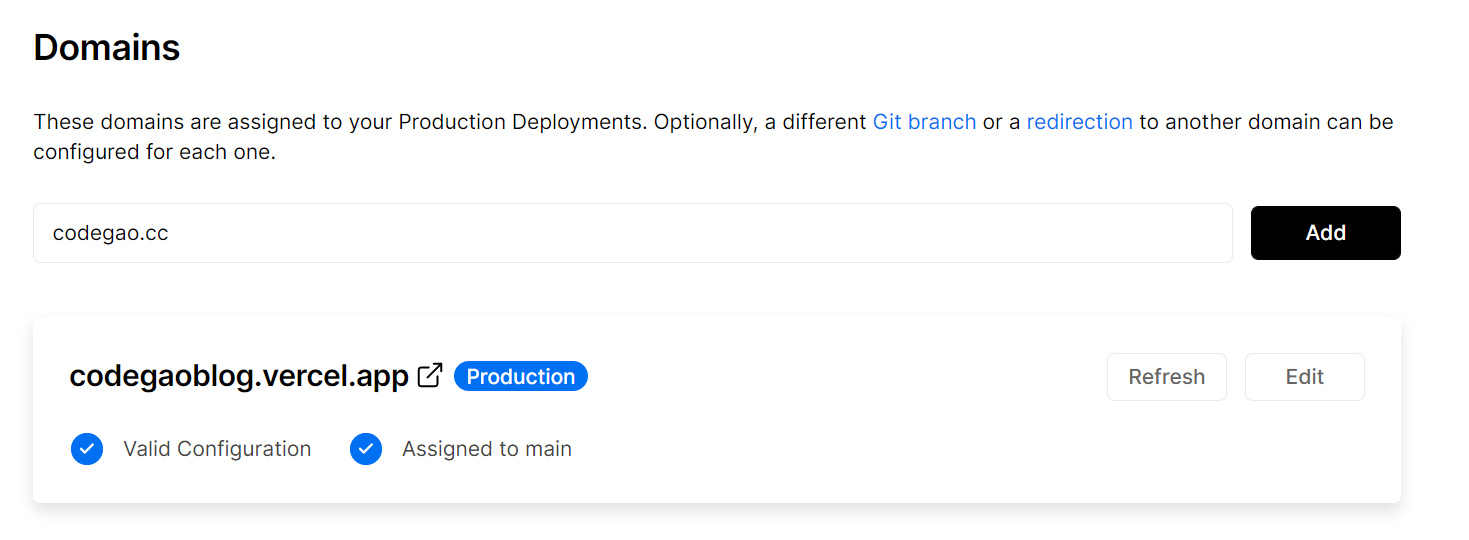 Domains
These domains are assigned to your Production Deployments. Optionally, a different Git branch or a redirection to another domain can be
configured for each one.
codegao.cc
Add
codegaoblog.vercel.app Production
Refresh Edit
Valid Configuration Assigned to main